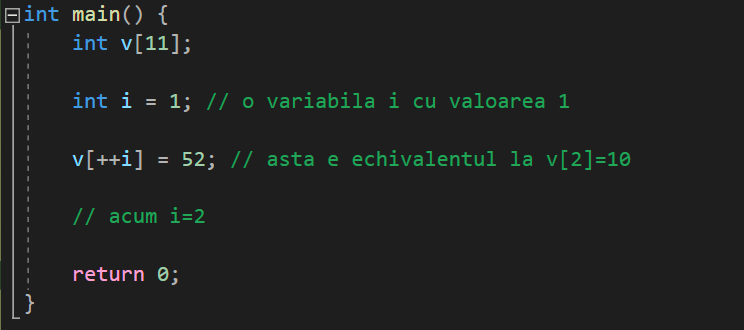 int main() {
int v[11];
int i = 1; // o variabila i cu valoarea 1
v[++i] = 52; // asta e echivalentul la v[2]=10
// acum i=2
return 0;
}